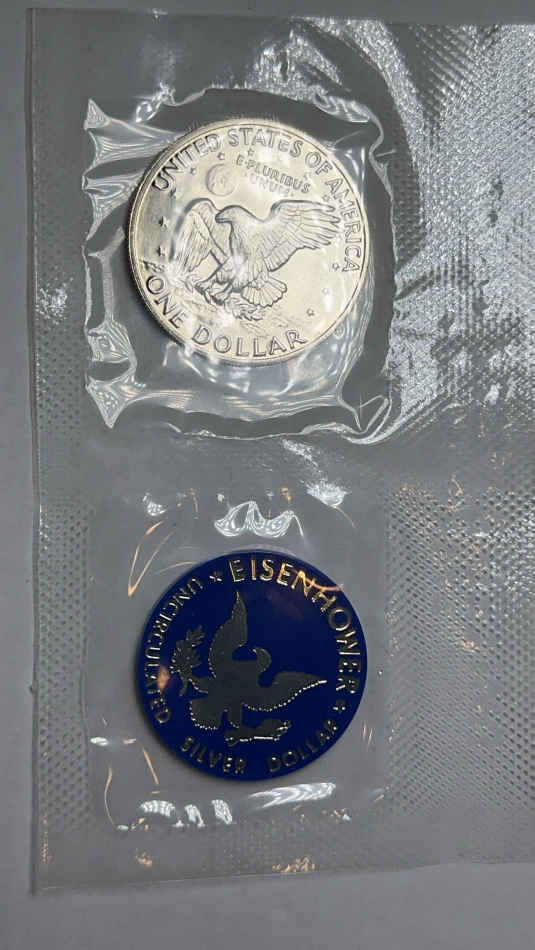 UNITED STATES OF AMERICA
E·PLURIBUS
·UNUM·
ONE DOLLAR
★ EISENHOWER ★
UNCIRCULATED SILVER DOLLAR